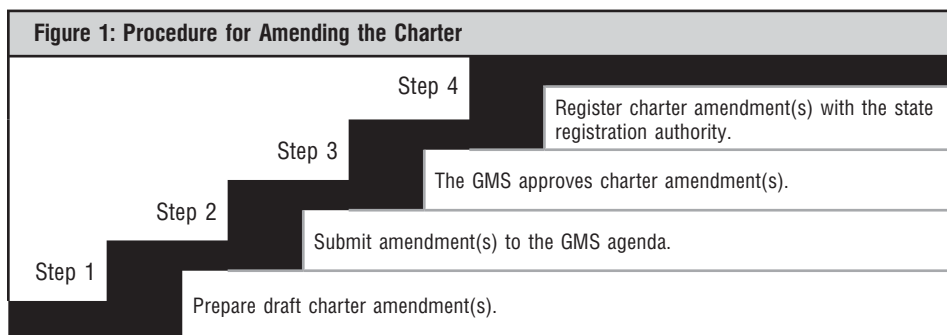 Figure 1: Procedure for Amending the Charter
Step 4
Register charter amendment(s) with the state
registration authority.
Step 3
The GMS approves charter amendment(s).
Step 2
Submit amendment(s) to the GMS agenda.
Step 1
Prepare draft charter amendment(s).